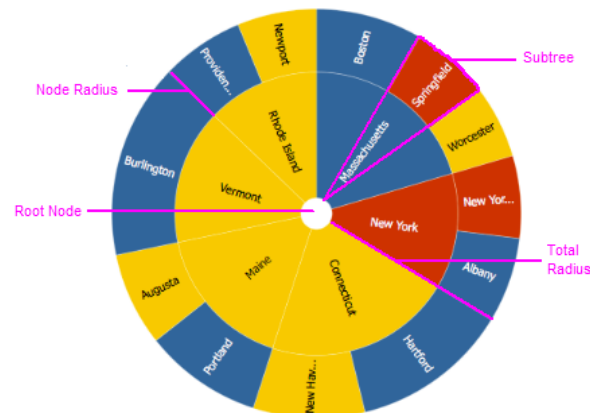 Newport
Boston
Providen...
Springfield
Subtree
Node Radius
Rhode Island
Massachusetts
Worcester
Burlington
Vermont
Root Node
New York
New Yor...
Maine
Connecticut
Albany
Total
Radius
Augusta
Portland
Hartford
New Hav...